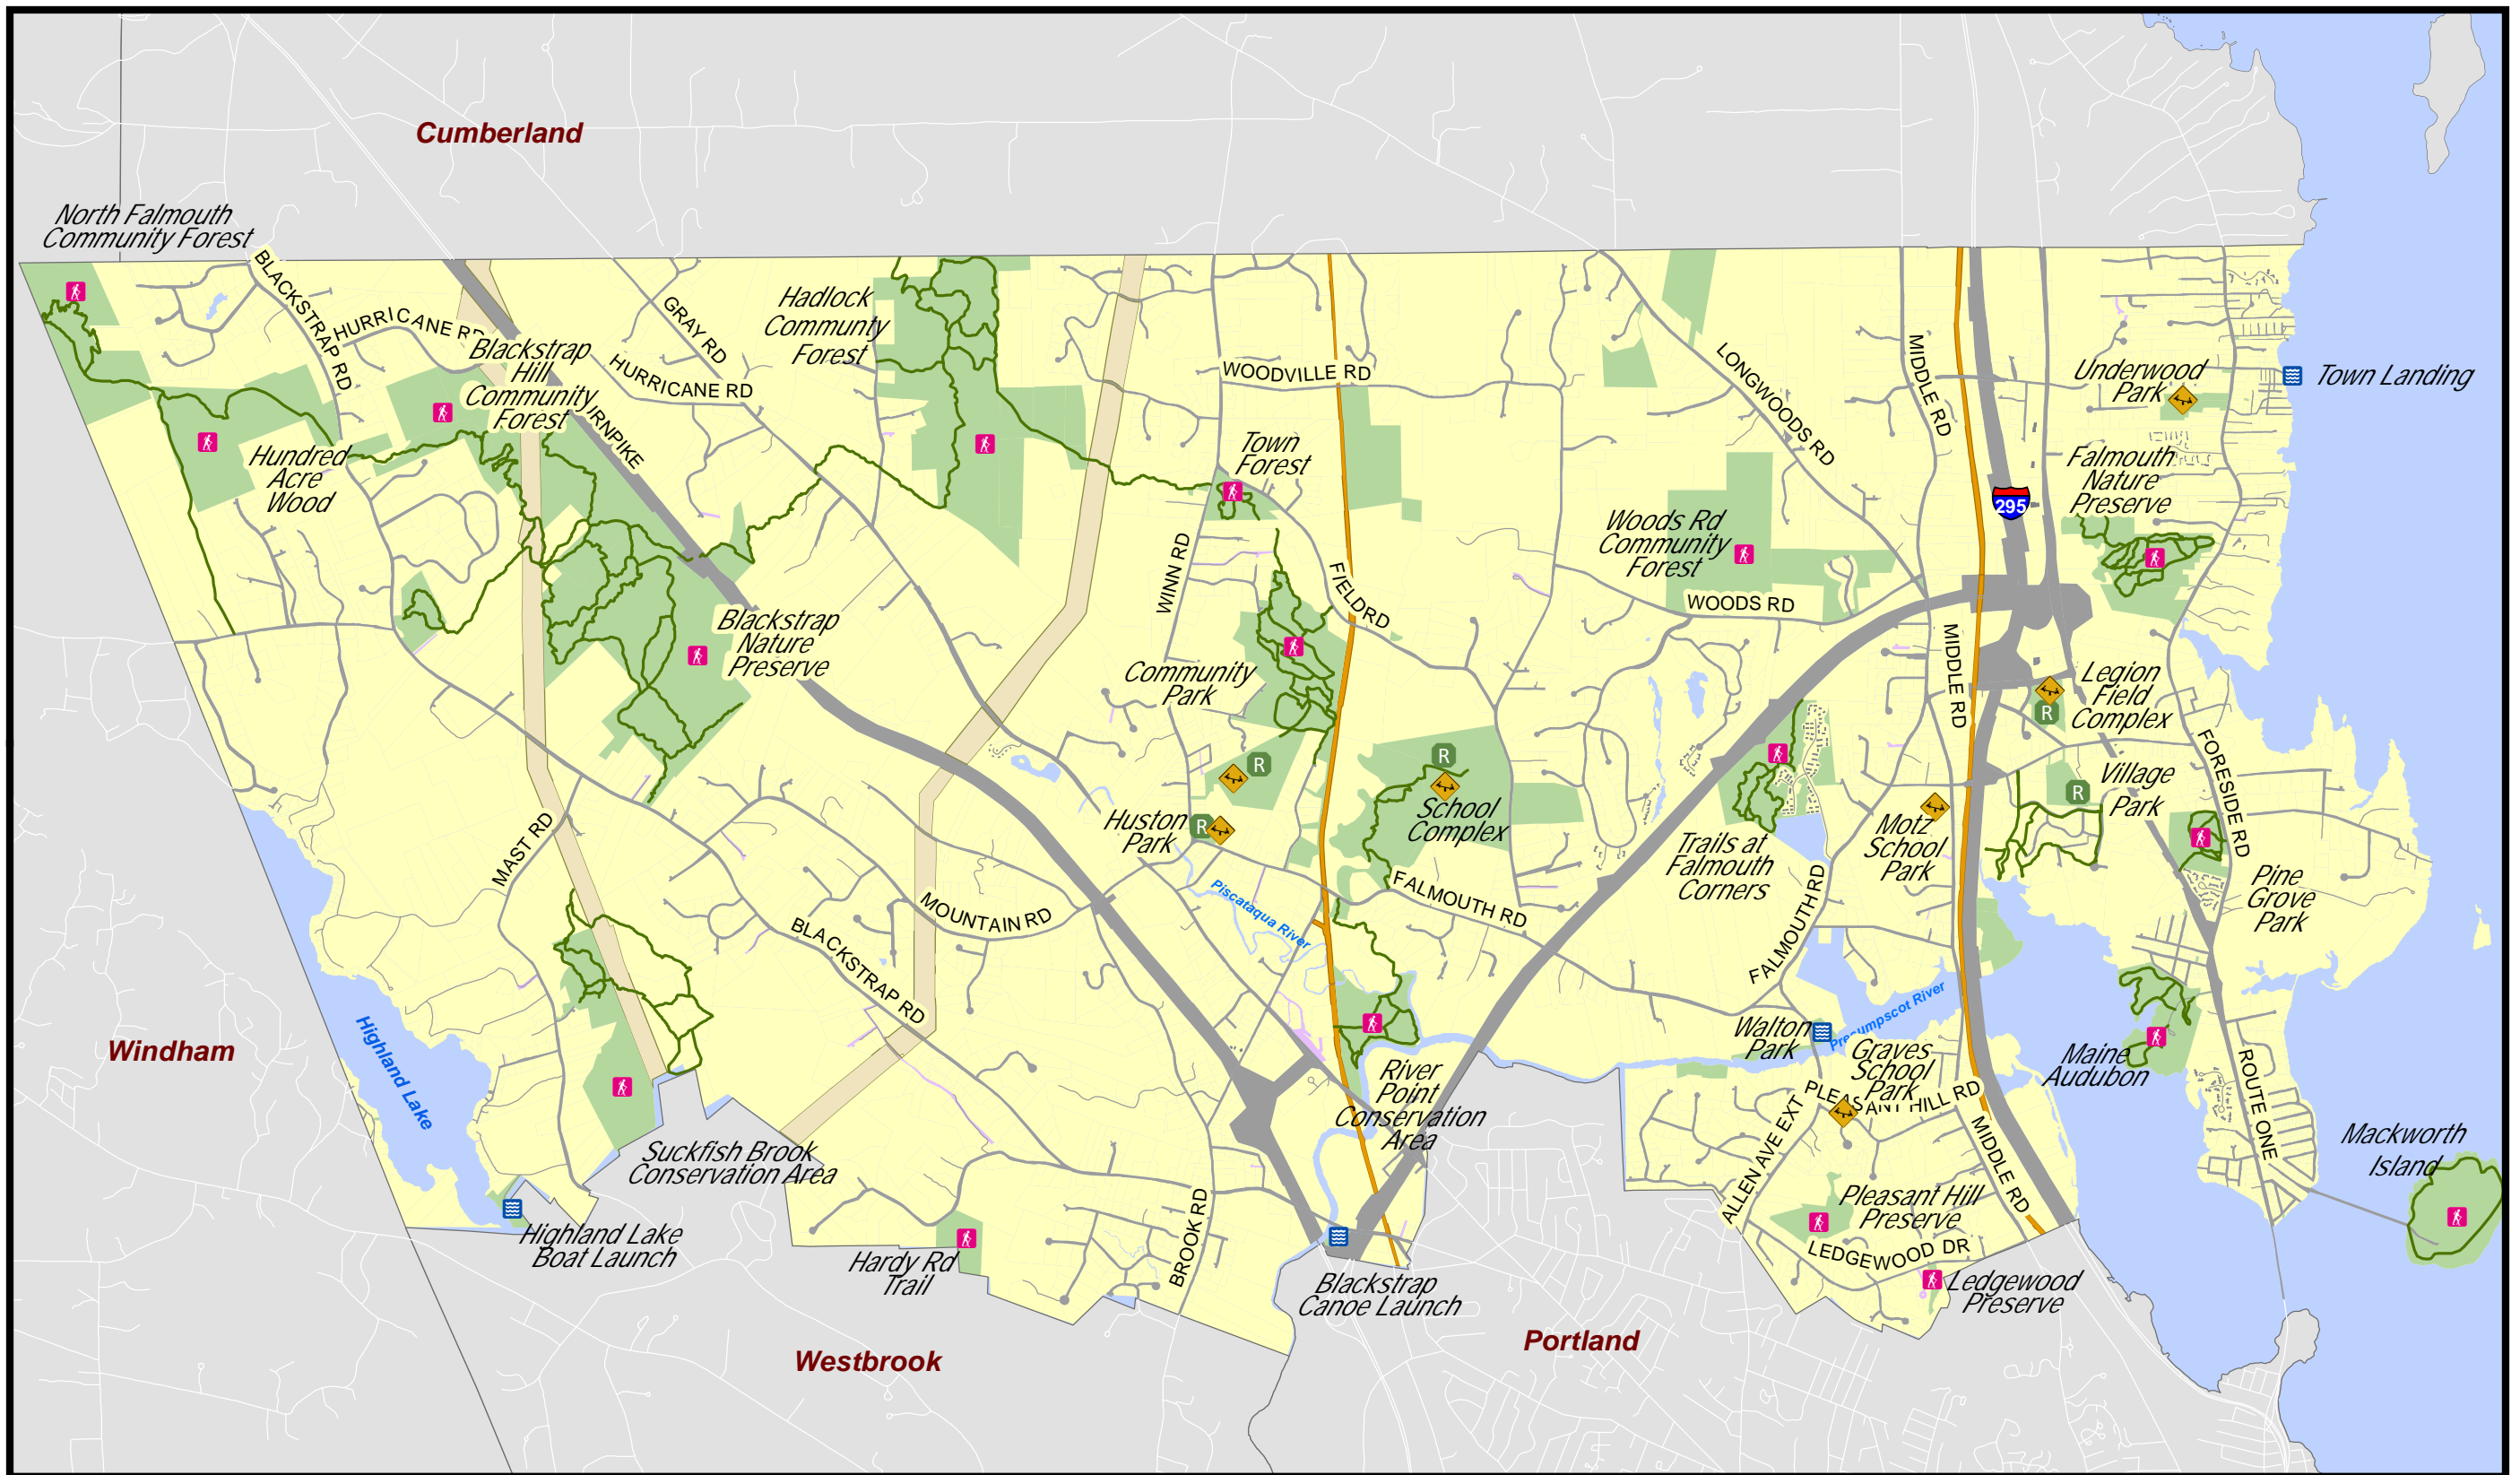 Cumberland
North Falmouth
Community Forest
BLACKSTRAP RD
HURRICANE RD
Blackstrap
Hill
Community
Forest
URNPIKE
HURRICANE RD
GRAY RD
Hadlock
Communty
Forest
WOODVILLE RD
LONGWOODS RD
MIDDLE RD
Underwood
Park
Town Landing
Hundred
Acre
Wood
Town
Forest
Falmouth
Nature
Preserve
295
Woods Rd
Community
Forest
WOODS RD
WINN RD
FIELD RD
Blackstrap
Nature
Preserve
Community
Park
MIDDLE RD
Legion
Field
Complex
R
R
R
R
R
School
Complex
Huston
Park
Village
Park
FORESIDE RD
Motz
School
Park
Trails at
Falmouth
Corners
Pine
Grove
Park
MAST RD
MOUNTAIN RD
BLACKSTRAP RD
Piscataqua River
FALMOUTH RD
FALMOUTH RD
Highland Lake
Windham
Walton
Park
Presumpscot River
Graves
School
Park
PLEASANT HILL RD
Maine
Audubon
ROUTE ONE
River
Point
Conservation
Area
Mackworth
Island
Suckfish Brook
Conservation Area
ALLEN AVE EXT
MIDDLE RD
Pleasant Hill
Preserve
LEDGEWOOD DR
Highland Lake
Boat Launch
Hardy Rd
Trail
BROOK RD
Blackstrap
Canoe Launch
Ledgewood
Preserve
Portland
Westbrook